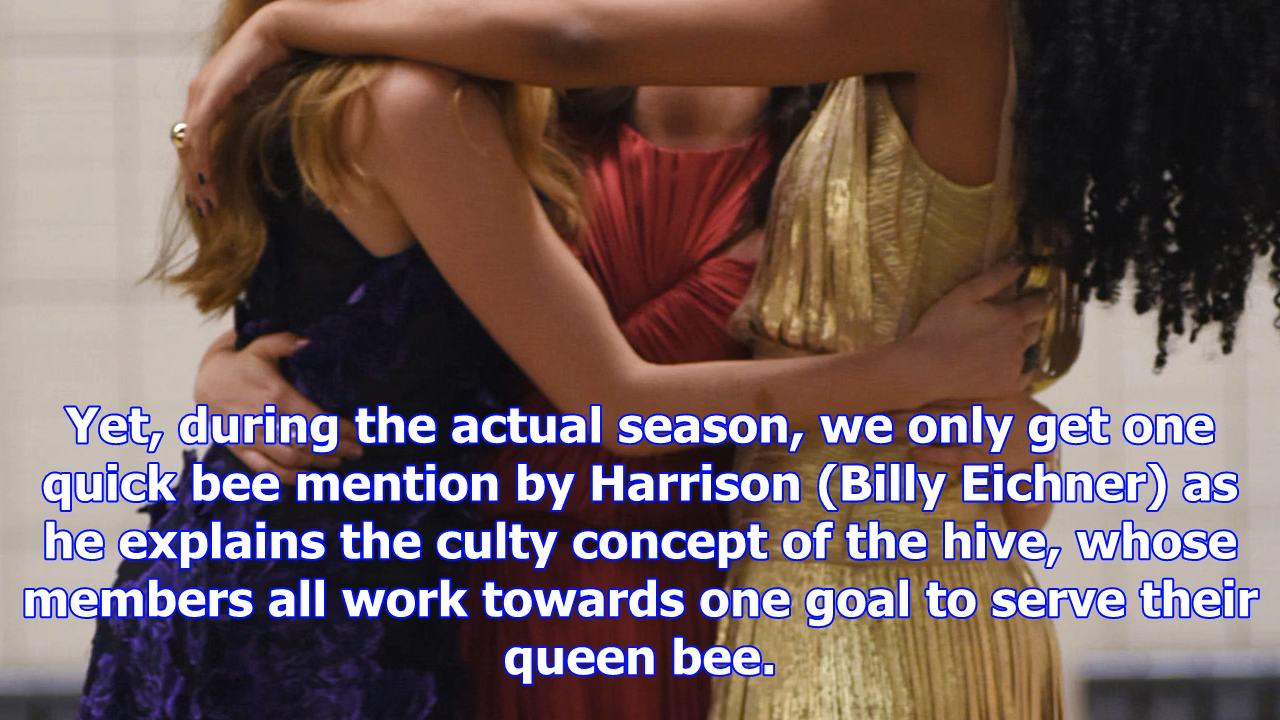 Yet, during the actual season, we only get one
quick bee mention by Harrison (Billy Eichner) as
he explains the culty concept of the hive, whose
members all work towards one goal to serve their
queen bee.